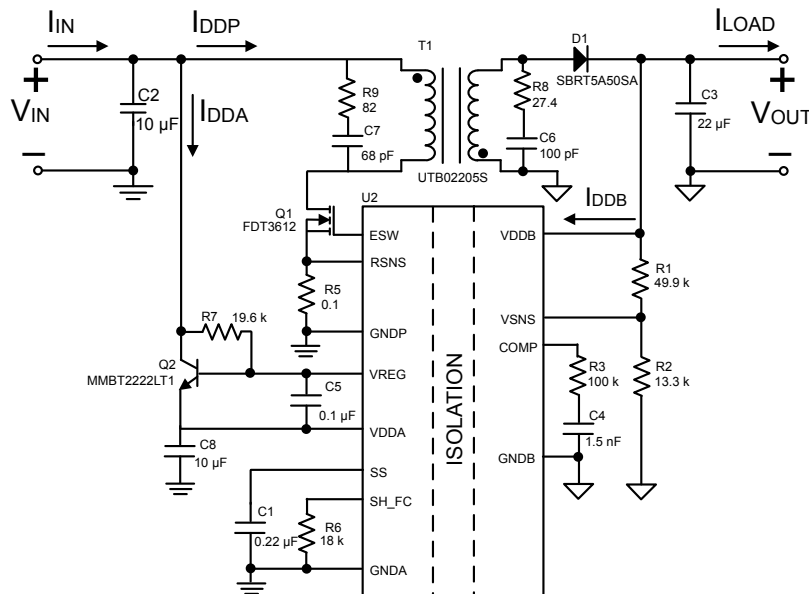 IIN
IDDP
T1
D1
ILOAD
SBRT5A50SA
+
VIN
–
C2
10 µF
IDDA
R9
82
C7
68 pF
R8
27.4
C6
100 pF
C3
22 µF
+
VOUT
–
UTB02205S
Q1
FDT3612
U2
IDDB
ESW
RSNS
VDDB
R1
49.9 k
R5
0.1
GNDP
VSNS
COMP
R7
19.6 k
Q2
MMBT2222LT1
VREG
C5
0.1 µF
R3
100 k
R2
13.3 k
ISOLATION
VDDA
C4
1.5 nF
C8
10 µF
GNDB
SS
SH_FC
C1
0.22 µF
R6
18 k
GNDA